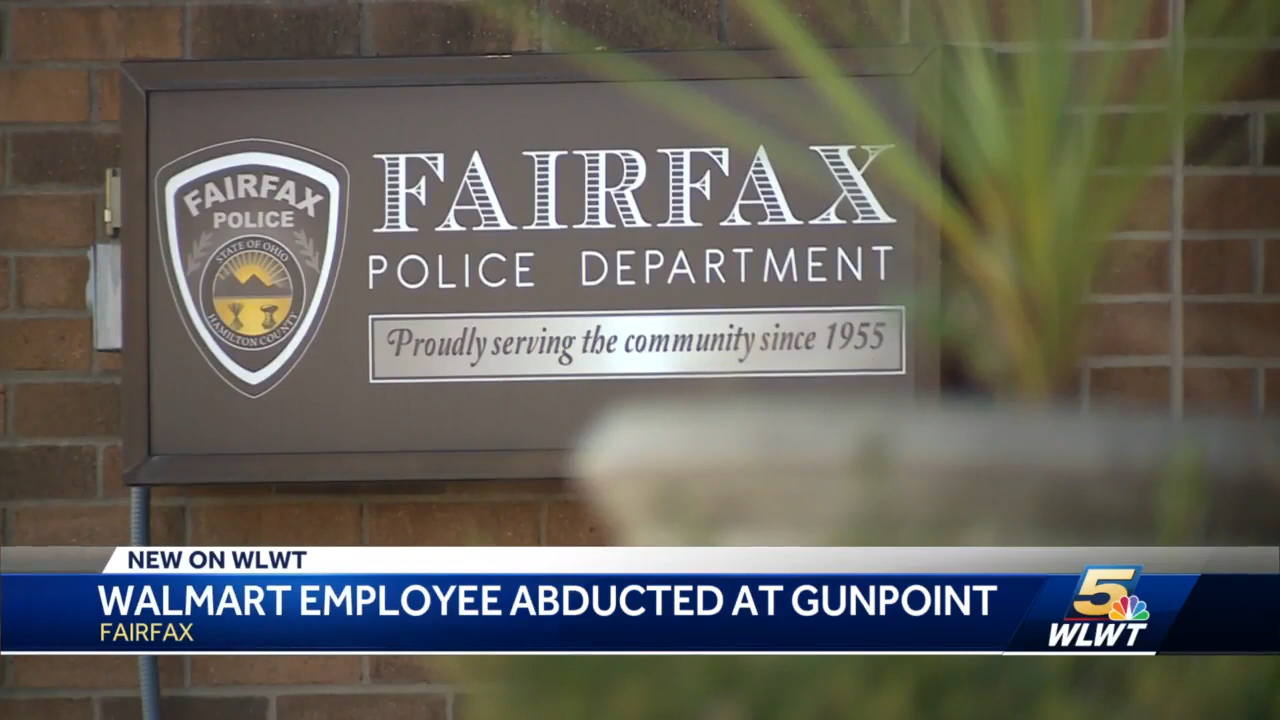 FAIRFAX
POLICE
STATE OF OHIO
HAMILTON COUNTY
FAIRFAX
POLICE DEPARTMENT
Proudly serving the community since 1955
NEW ON WLWT
WALMART EMPLOYEE ABDUCTED AT GUNPOINT
FAIRFAX
5
WLWT